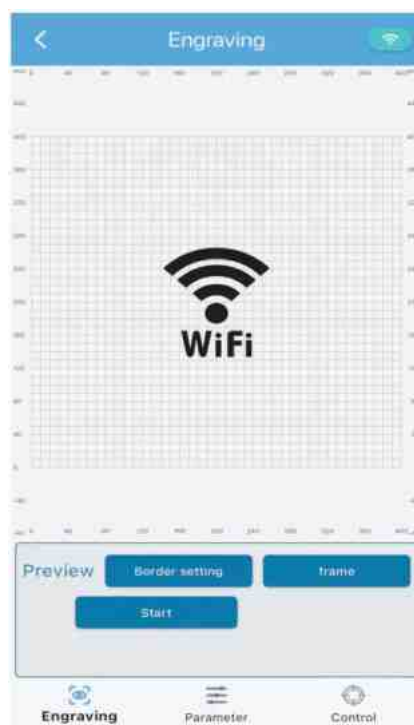 Engraving
WiFi
Preview
Border setting
frame
Start
Engraving
Parameter
Control